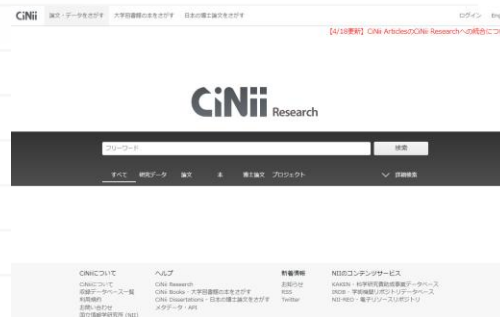 CiNii 論文・データをさがす 大学図書館の本をさがす 日本の博士論文をさがす ログイン
【4/18更新】CiNii ArticlesのCiNii Researchへの統合につ
CiNii Research
フリーワード 検索
すべて 研究データ 論文 本 博士論文 プロジェクト 詳細検索
CiNiiについて ヘルプ 新着情報 NIIのコンテンツサービス
CiNiiについて CiNii Research お知らせ KAKEN - 科学研究費助成事業データベース
収録データベース一覧 CiNii Books - 大学図書館の本をさがす RSS IRDB - 学術機関リポジトリデータベース
利用規約 CiNii Dissertations - 日本の博士論文をさがす Twitter NII-REO - 電子リソースリポジトリ
お問い合わせ メタデータ・API
国立情報学研究所 (NII)